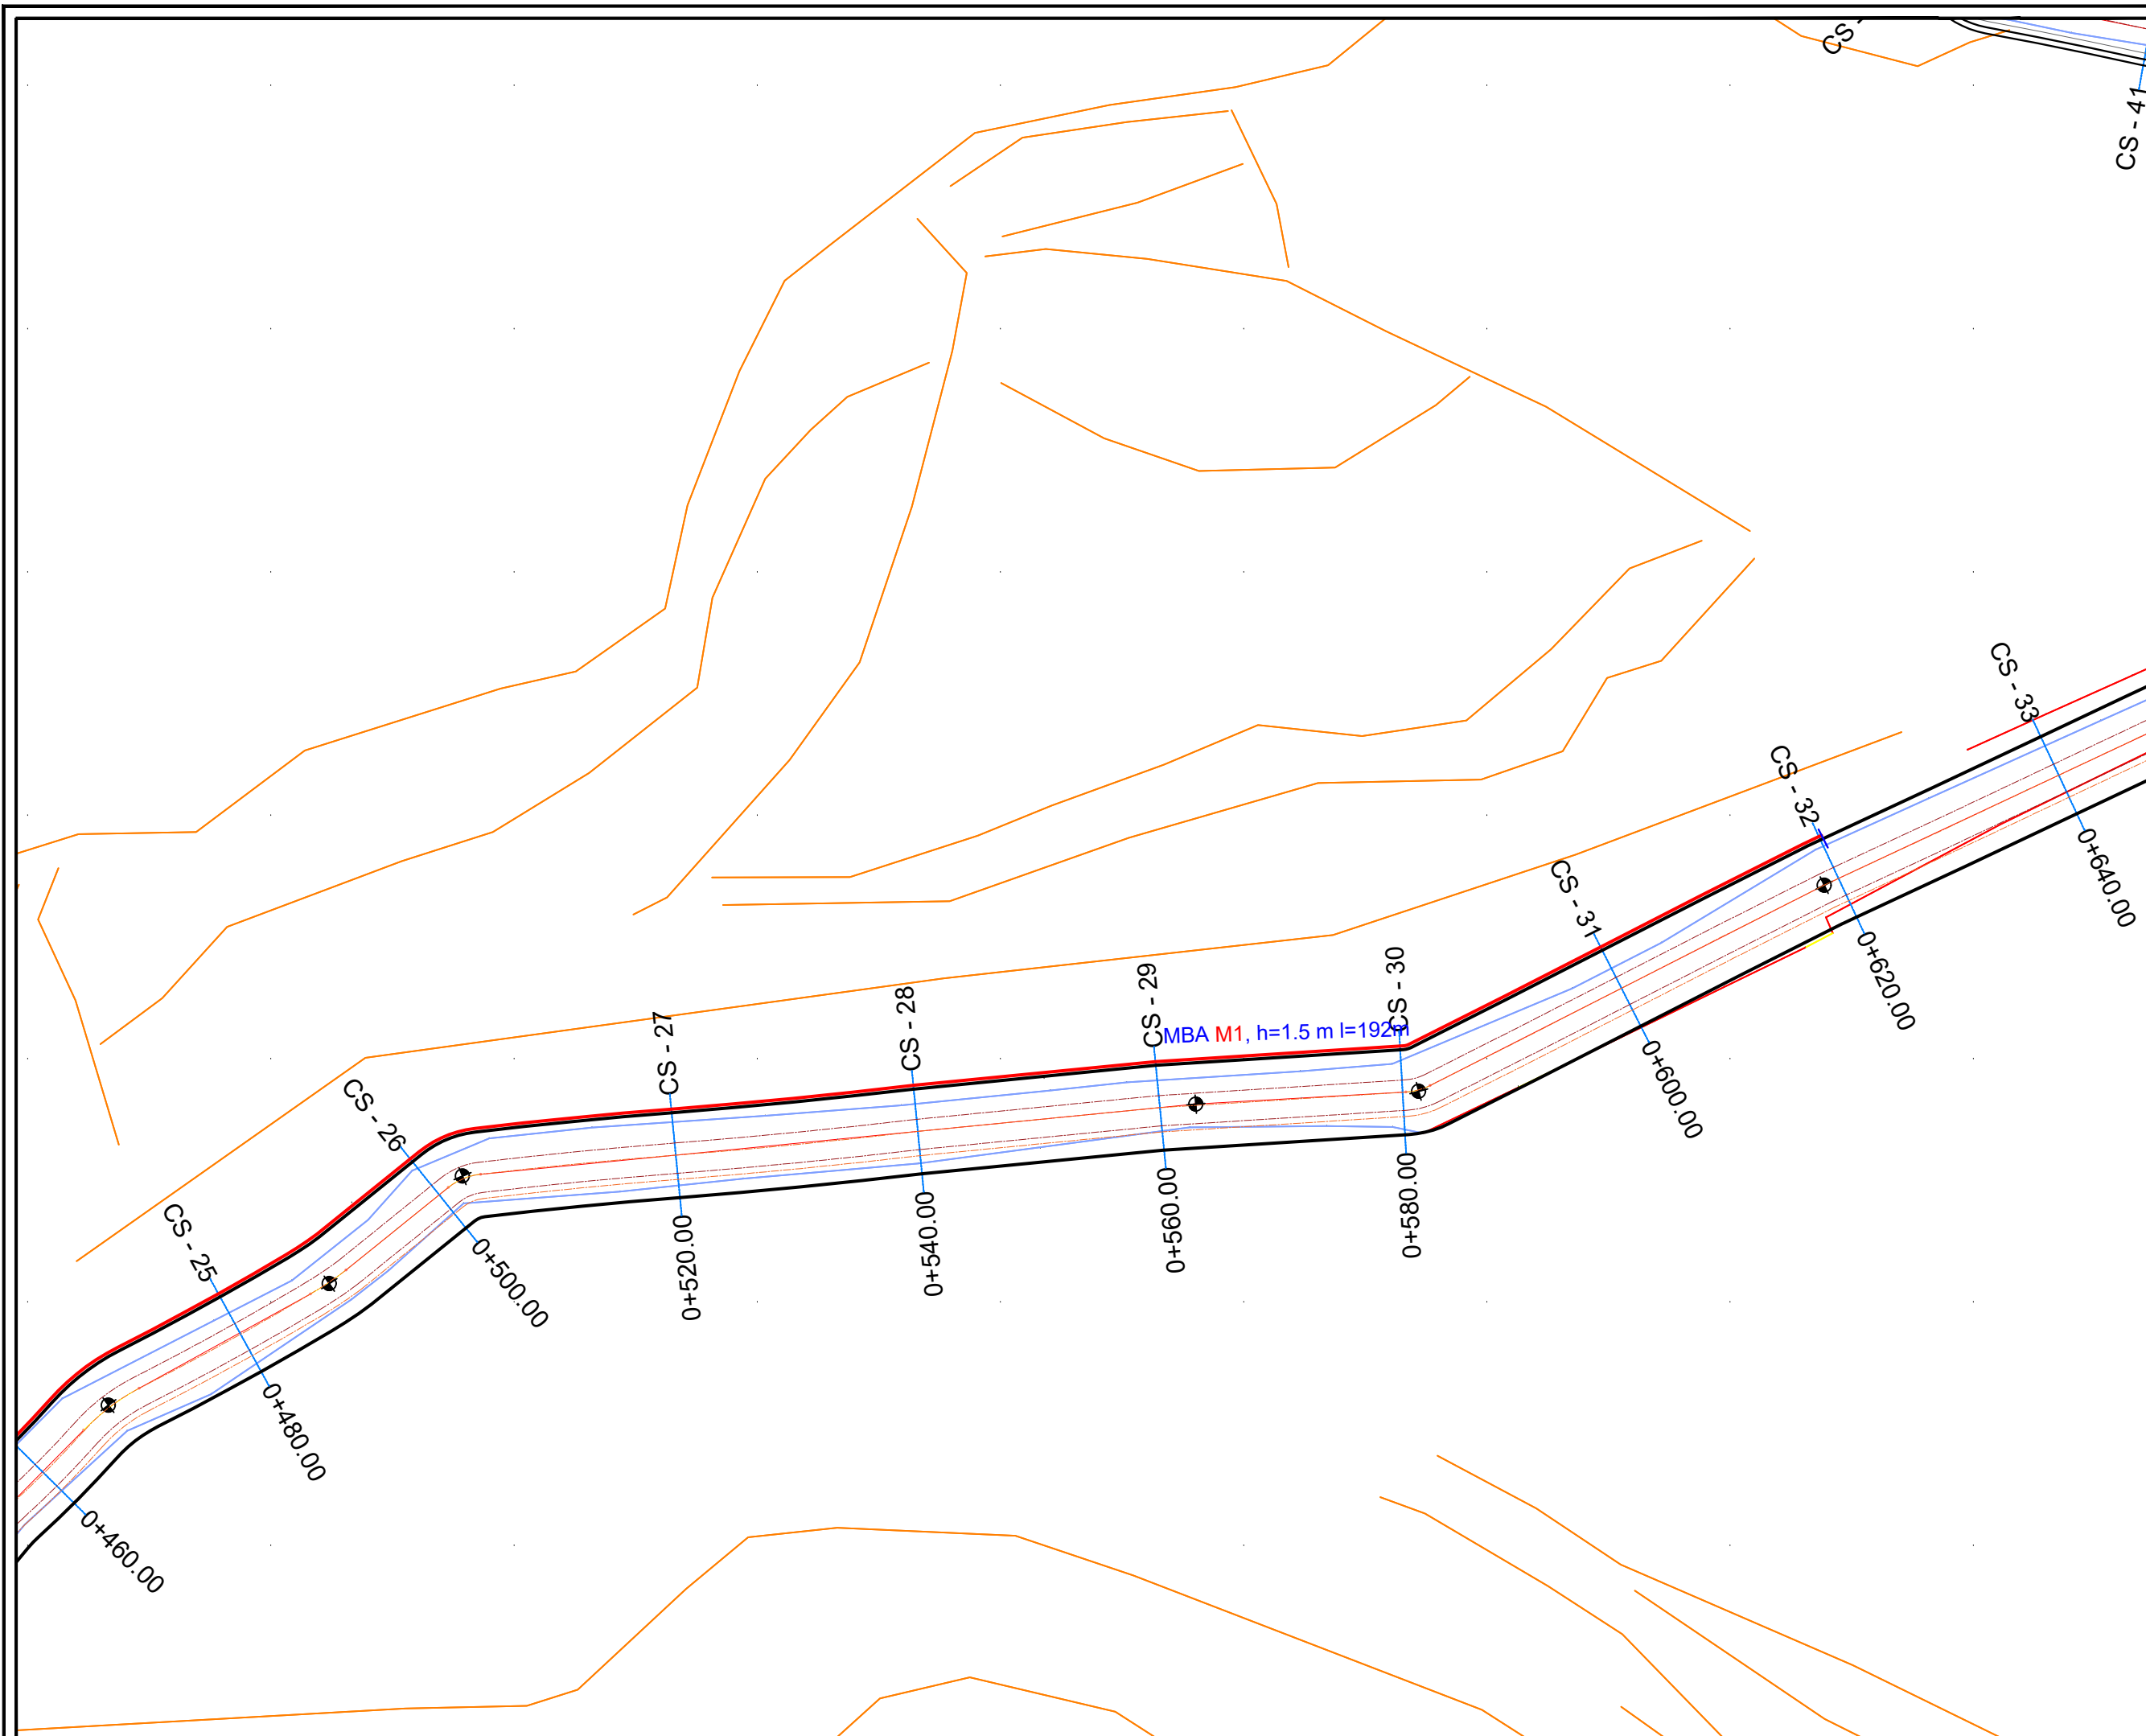 CS -
CS - 41
CS - 33
0+640.00
CS - 32
0+620.00
CS - 31
0+600.00
CS - 30
0+580.00
CS - 29
0+560.00
MBA M1, h=1.5 m l=192m
CS - 28
0+540.00
CS - 27
0+520.00
CS - 26
0+500.00
CS - 25
0+480.00
0+460.00